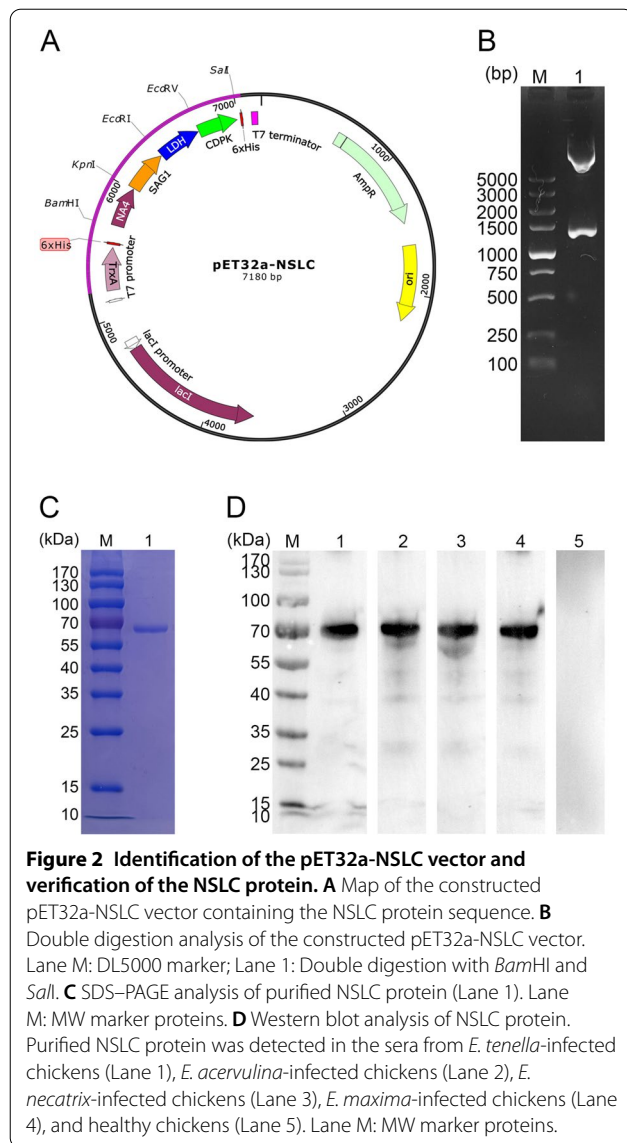 A
SalI
7000
EcoRV
EcoRI
KpnI
6000
BamHI
6xHis
TrxA
T7 promoter
5000
NA4
SAG1
LDH
CDPK
6xHis
T7 terminator
1000
AmpR
ori
2000
3000
4000
lacI promoter
lacI
pET32a-NSLC
7180 bp
B
(bp) M 1
5000
3000
2000
1500
1000
750
500
250
100
C
(kDa) M 1
170
130
100
70
55
40
35
25
15
10
D
(kDa) M 1 2 3 4 5
170
130
100
70
55
40
35
25
15
10
Figure 2 Identification of the pET32a-NSLC vector and
verification of the NSLC protein. A Map of the constructed
pET32a-NSLC vector containing the NSLC protein sequence. B
Double digestion analysis of the constructed pET32a-NSLC vector.
Lane M: DL5000 marker; Lane 1: Double digestion with BamHI and
SalI. C SDS–PAGE analysis of purified NSLC protein (Lane 1). Lane
M: MW marker proteins. D Western blot analysis of NSLC protein.
Purified NSLC protein was detected in the sera from E. tenella-infected
chickens (Lane 1), E. acervulina-infected chickens (Lane 2), E.
necatrix-infected chickens (Lane 3), E. maxima-infected chickens (Lane
4), and healthy chickens (Lane 5). Lane M: MW marker proteins.